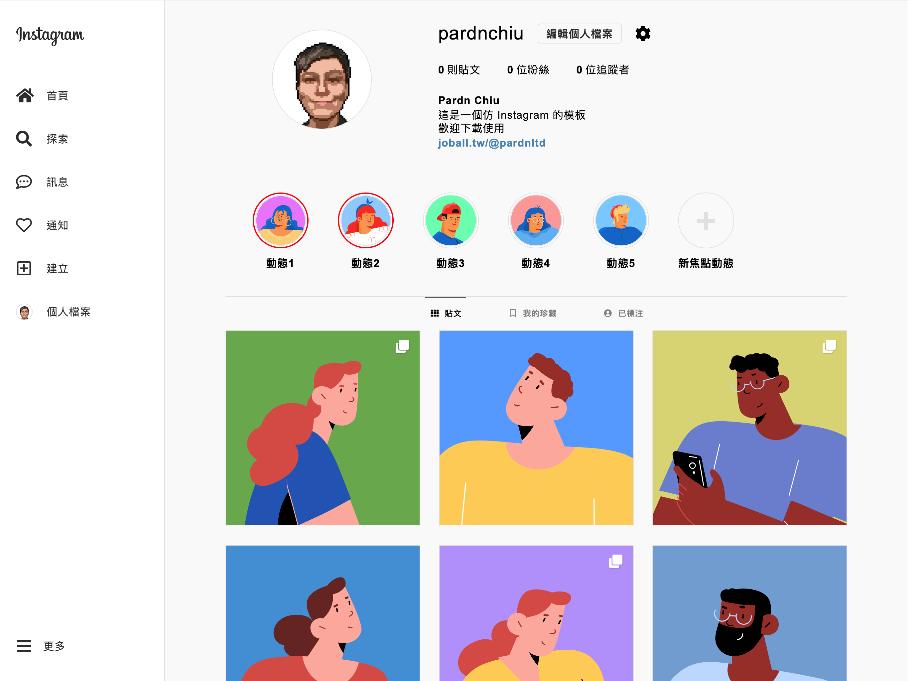 Instagram
首頁
探索
訊息
通知
建立
個人檔案
更多
pardnchiu 編輯個人檔案
0 則貼文 0 位粉絲 0 位追蹤者
Pardn Chiu
這是一個仿 Instagram 的模板
歡迎下載使用
joball.tw/@pardnltd
動態1 動態2 動態3 動態4 動態5 新焦點動態
貼文 我的珍藏 已標注